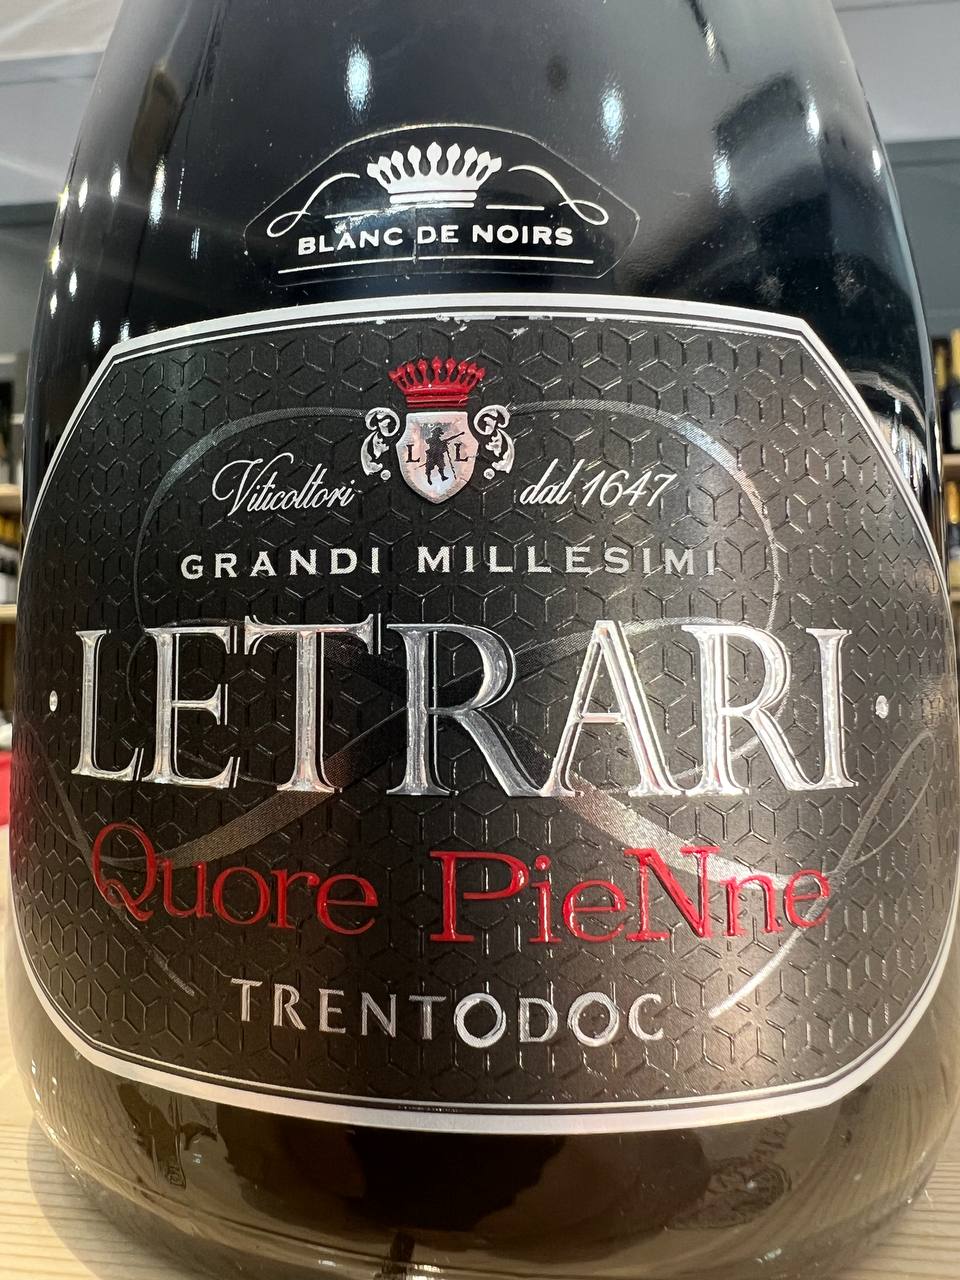 BLANC DE NOIRS
L L
Viticoltori dal 1647
GRANDI MILLESIMI
LETRARI
Quore PieNne
TRENTODOC